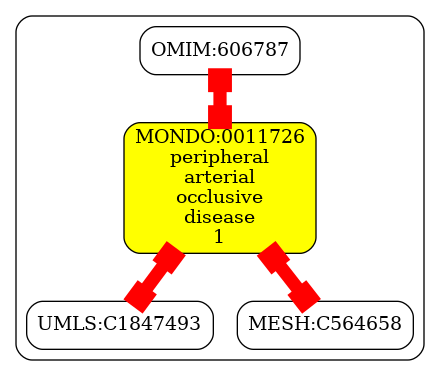 OMIM:606787
MONDO:0011726
peripheral
arterial
occlusive
disease
1
UMLS:C1847493
MESH:C564658